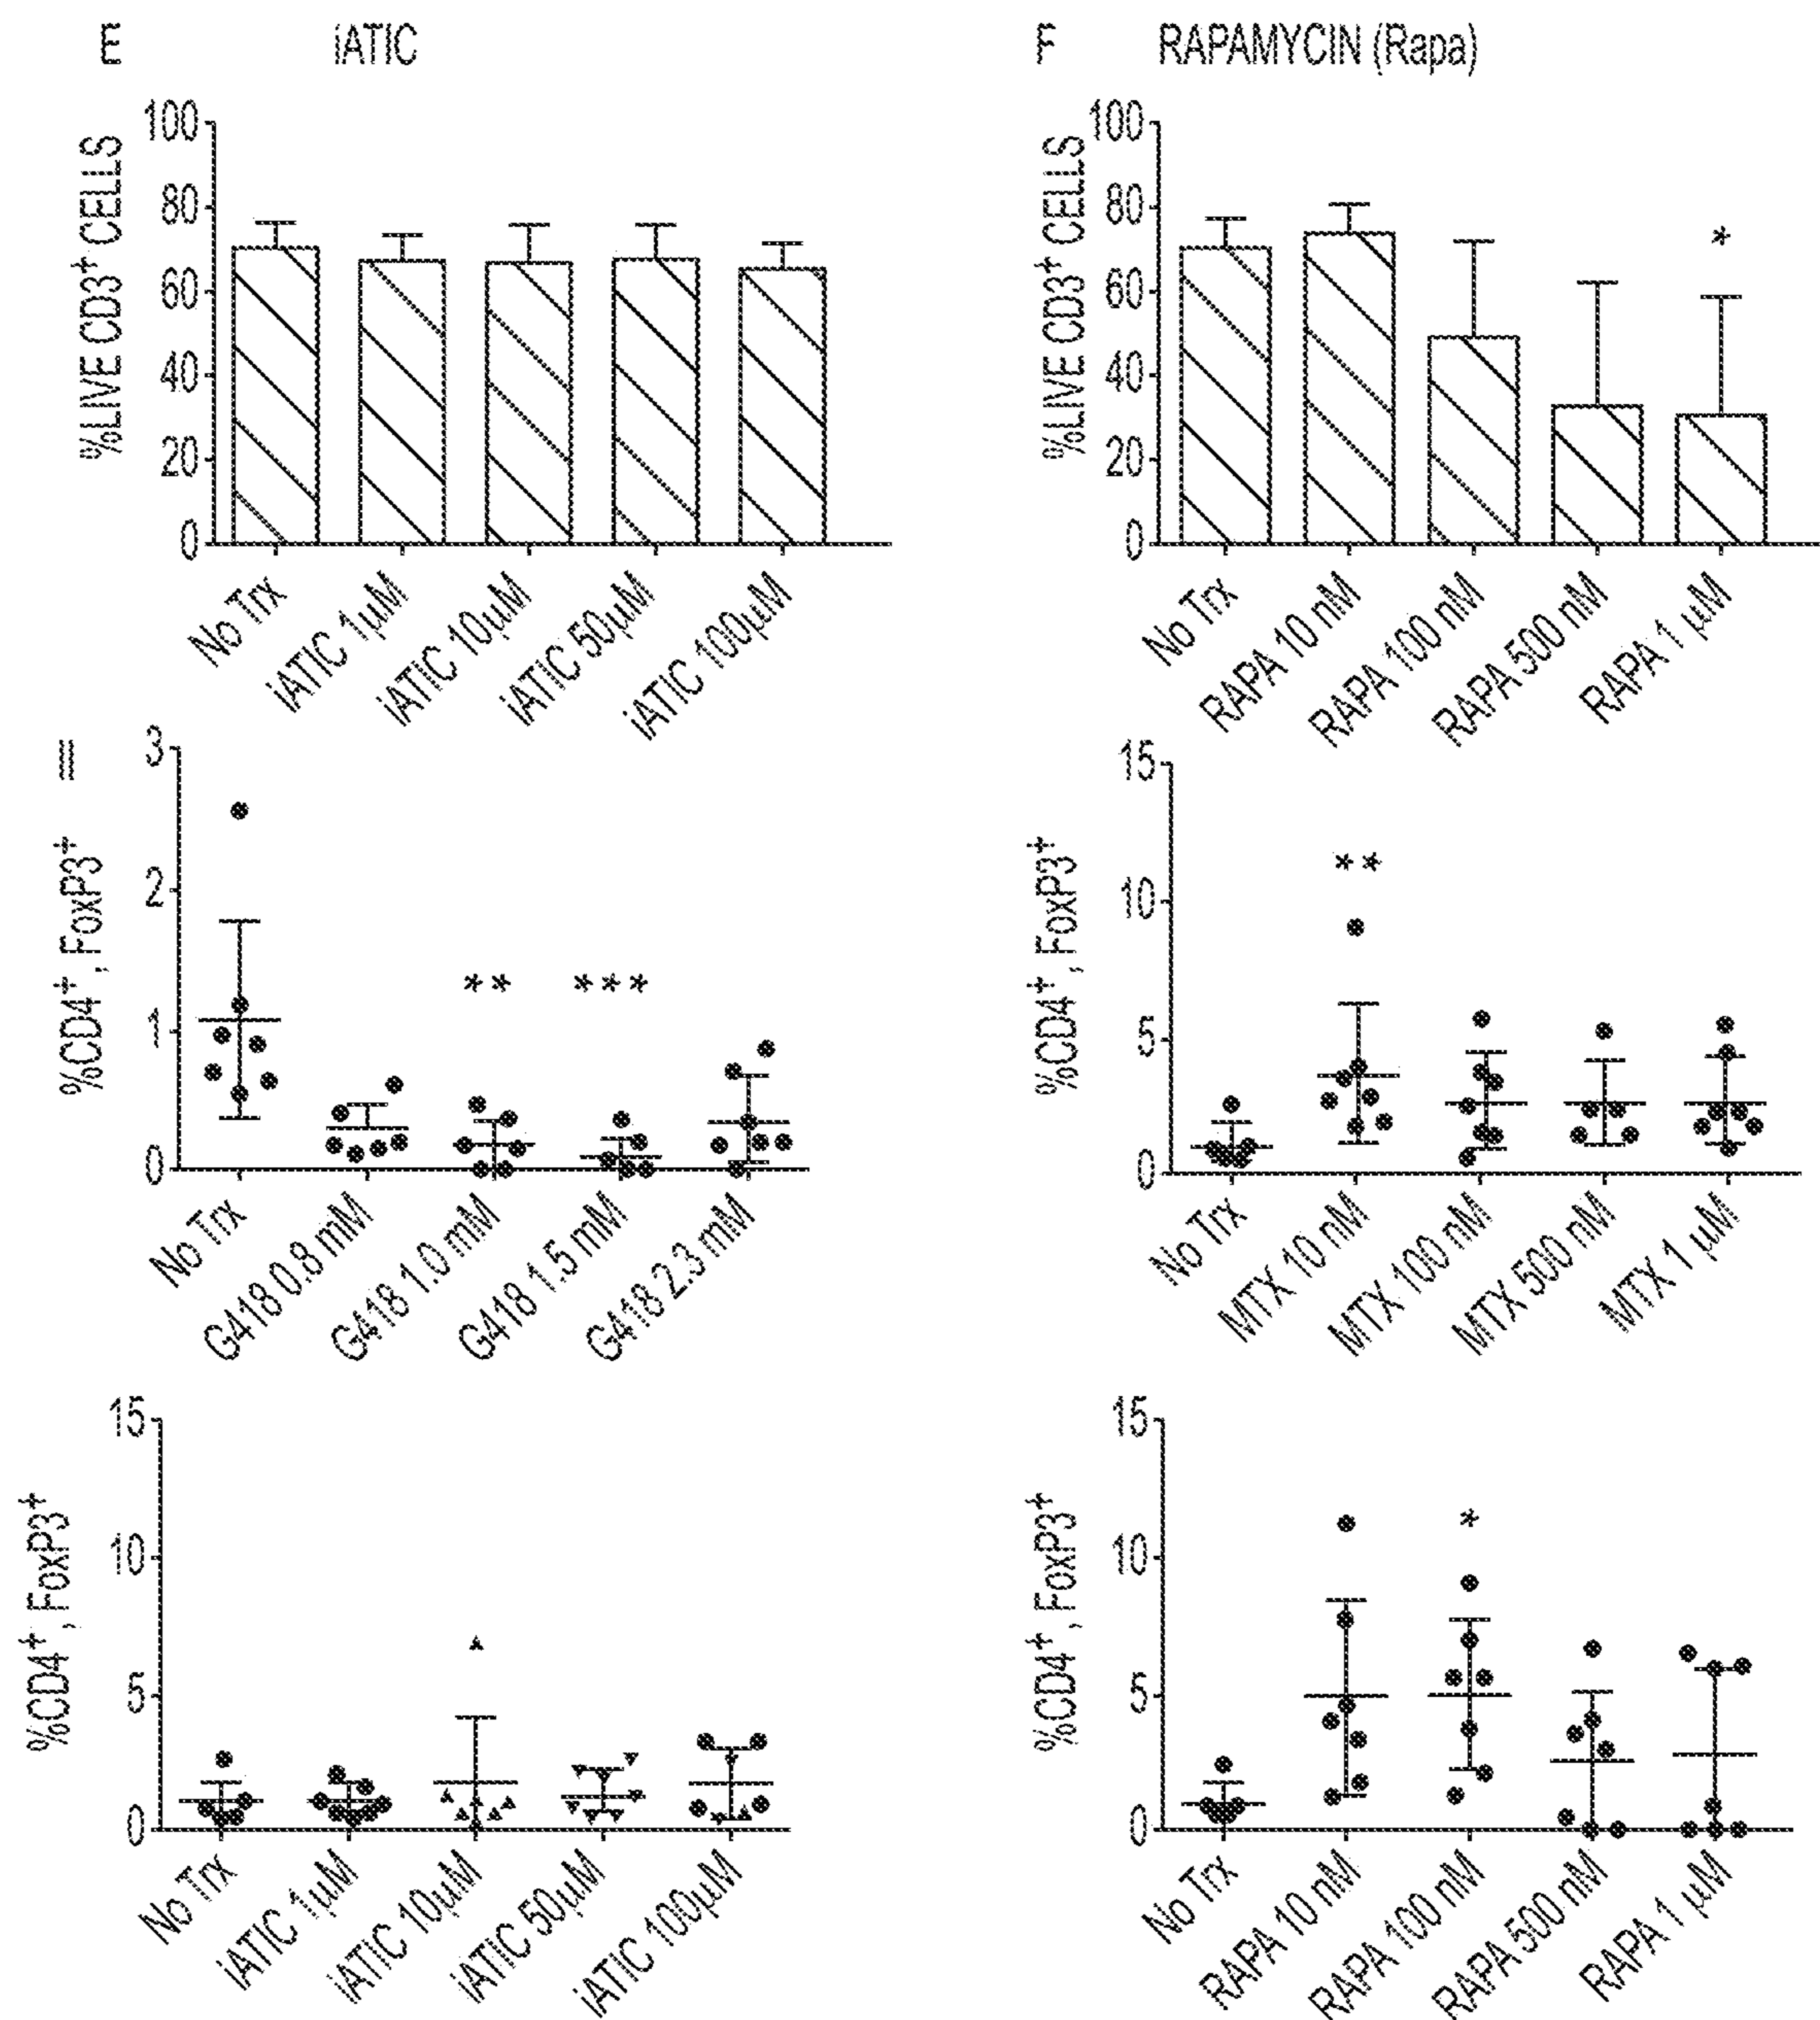 E iATIC
%LIVE CD3+ CELLS
100
80
60
40
20
0
No Trx
iATIC 1µM
iATIC 10µM
iATIC 50µM
iATIC 100µM
F RAPAMYCIN (Rapa)
%LIVE CD3+ CELLS
100
80
60
40
20
0
*
No Trx
RAPA 10 nM
RAPA 100 nM
RAPA 500 nM
RAPA 1 µM
II
%CD4+, FoxP3+
3
2
1
0
**
***
No Trx
G418 0.8 mM
G418 1.0 mM
G418 1.5 mM
G418 2.3 mM
%CD4+, FoxP3+
15
10
5
0
**
No Trx
MTX 10 nM
MTX 100 nM
MTX 500 nM
MTX 1 µM
%CD4+, FoxP3+
15
10
5
0
No Trx
iATIC 1µM
iATIC 10µM
iATIC 50µM
iATIC 100µM
%CD4+, FoxP3+
15
10
5
0
*
No Trx
RAPA 10 nM
RAPA 100 nM
RAPA 500 nM
RAPA 1 µM